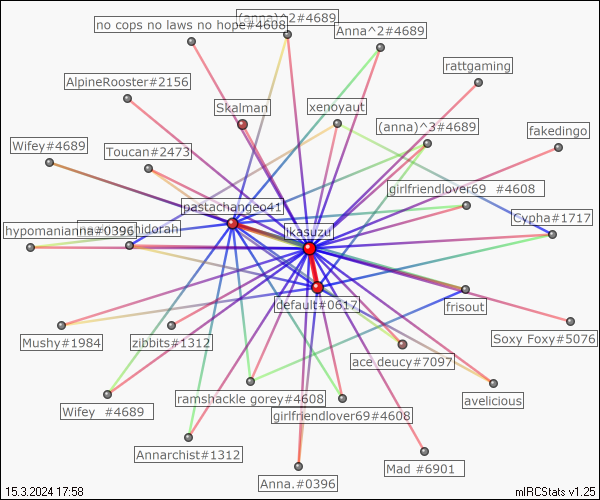 (anna)^2#4689
no cops no laws no hope#4608
Anna^2#4689
rattgaming
AlpineRooster#2156
Skalman
xenoyaut
(anna)^3#4689
fakedingo
Wifey#4689
Toucan#2473
girlfriendlover69 #4608
pastachangeo41
Cypha#1717
hypomanianna#0396
hidorah
ikasuzu
default#0617
frisout
Mushy#1984
zibbits#1312
Soxy Foxy#5076
ace deucy#7097
ramshackle gorey#4608
avelicious
Wifey #4689
girlfriendlover69#4608
Annarchist#1312
Mad #6901
Anna.#0396
15.3.2024 17:58
mIRCStats v1.25